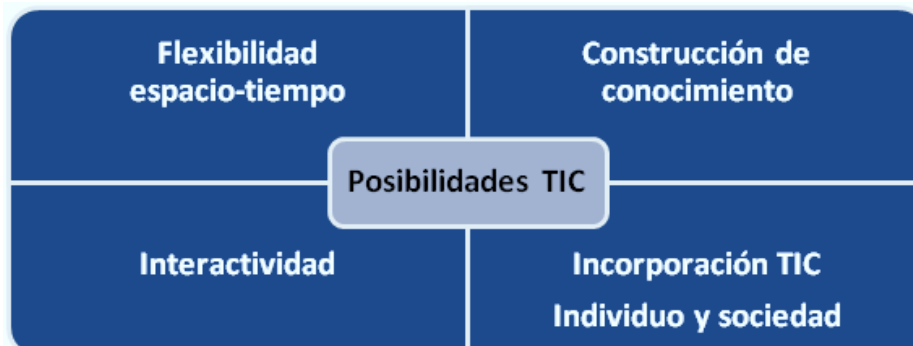 Flexibilidad
espacio-tiempo
Construcción de
conocimiento
Posibilidades TIC
Interactividad
Incorporación TIC
Individuo y sociedad